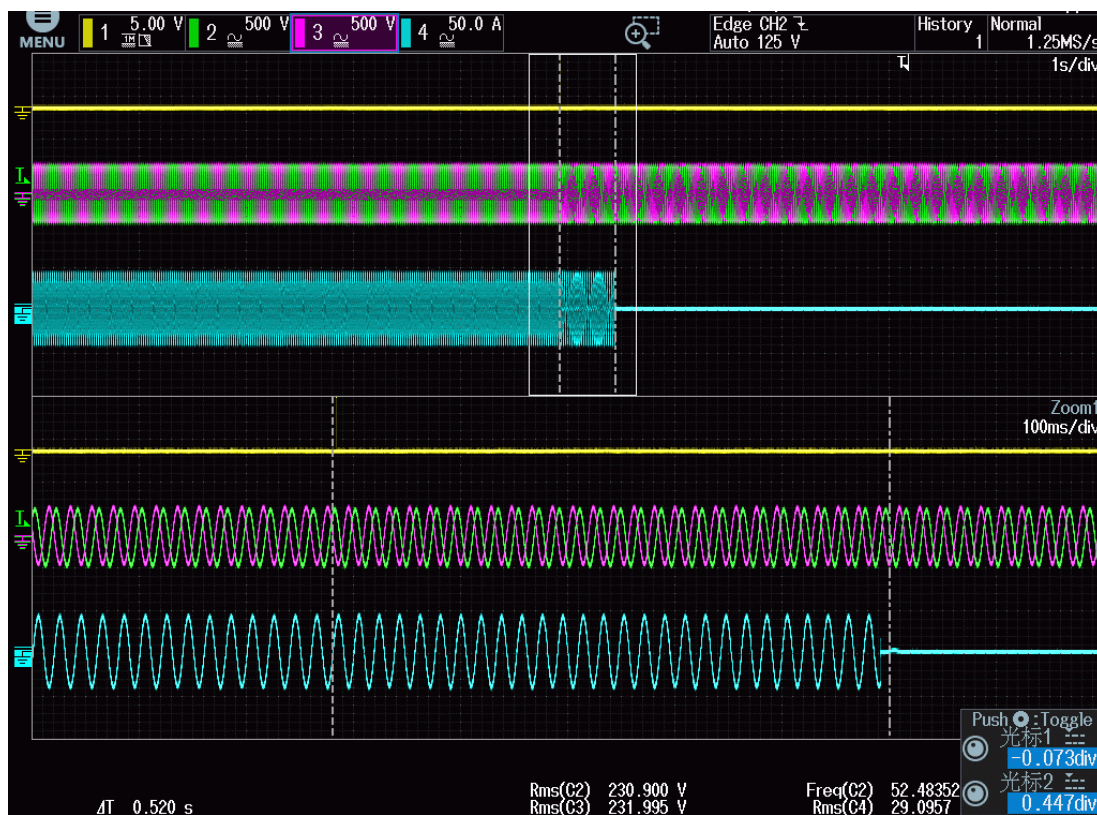 MENU
1 5.00 V
1M
2 500 V
3 500 V
4 50.0 A
Edge CH2
Auto 125 V
History
1
Normal
1.25MS/s
1s/div
T
T
Zoom1
100ms/div
T
Push :Toggle
光标1
-0.073div
光标2
0.447div
ΔT 0.520 s
Rms(C2) 230.900 V
Rms(C3) 231.995 V
Freq(C2) 52.48352
Rms(C4) 29.0957